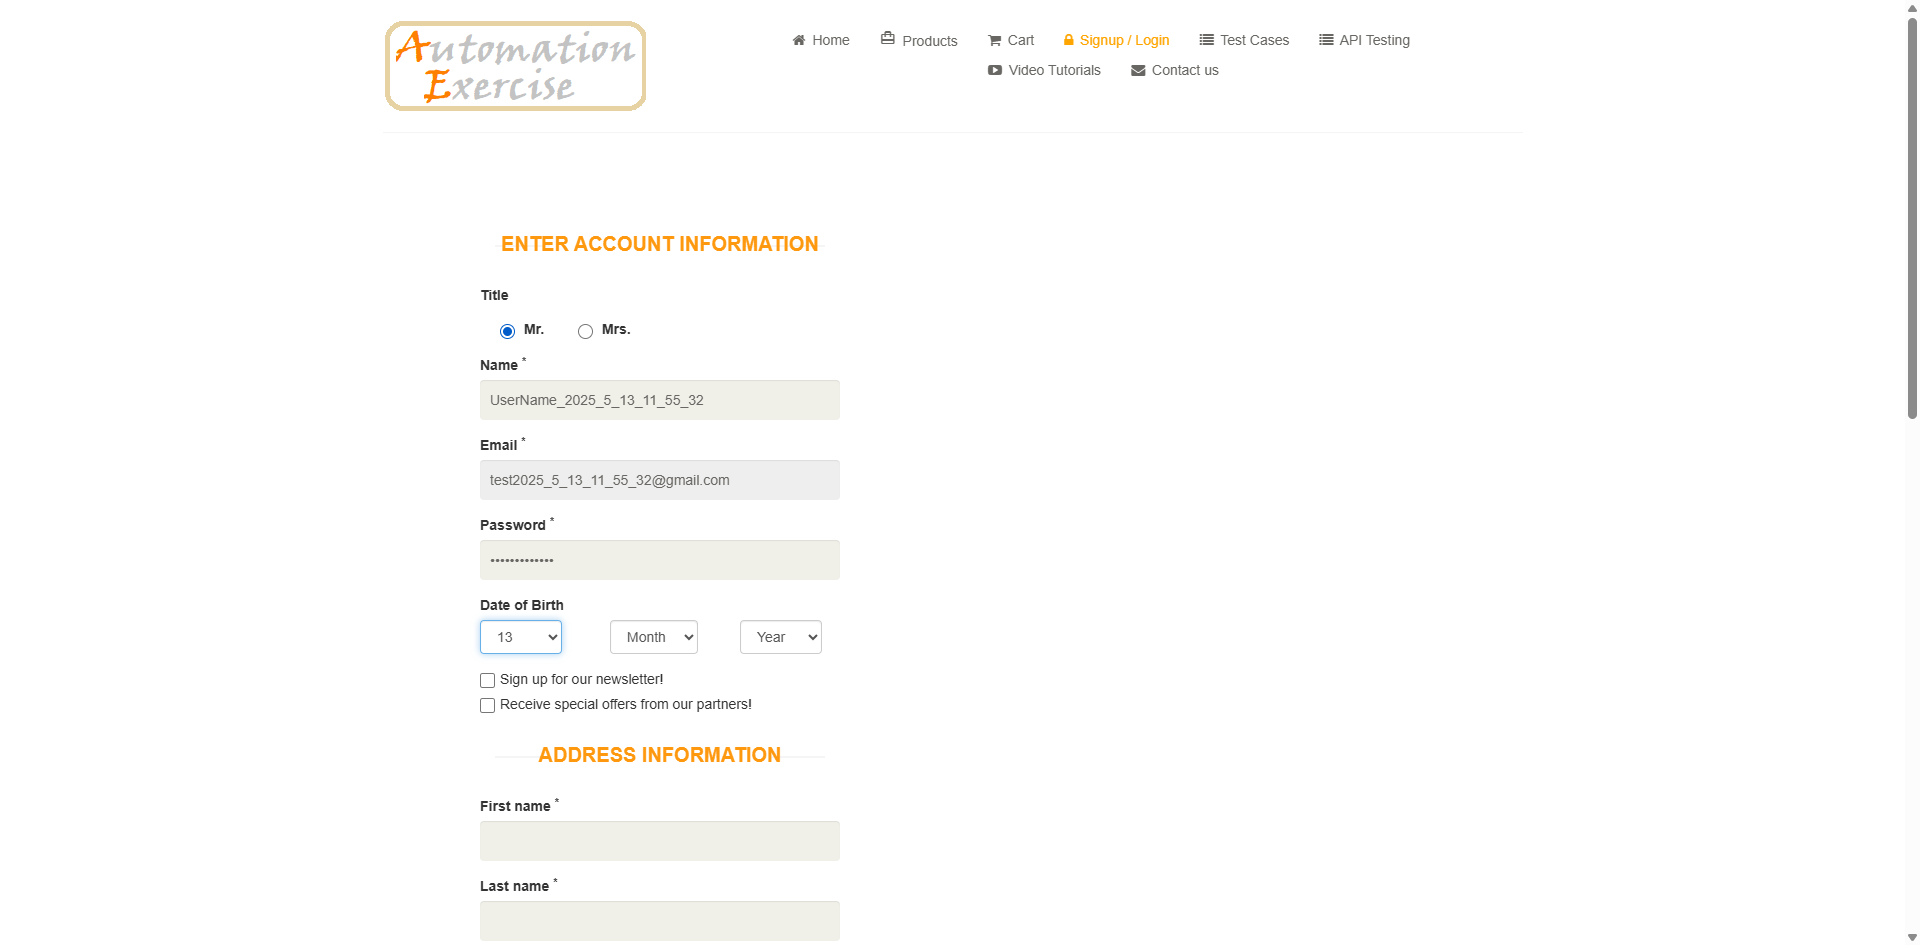 Automation
Exercise
Home
Products
Cart
Signup / Login
Test Cases
API Testing
Video Tutorials
Contact us
ENTER ACCOUNT INFORMATION
Title
Mr.
Mrs.
Name *
UserName_2025_5_13_11_55_32
Email *
test2025_5_13_11_55_32@gmail.com
Password *
•••••••••••••
Date of Birth
13
Month
Year
Sign up for our newsletter!
Receive special offers from our partners!
ADDRESS INFORMATION
First name *
Last name *